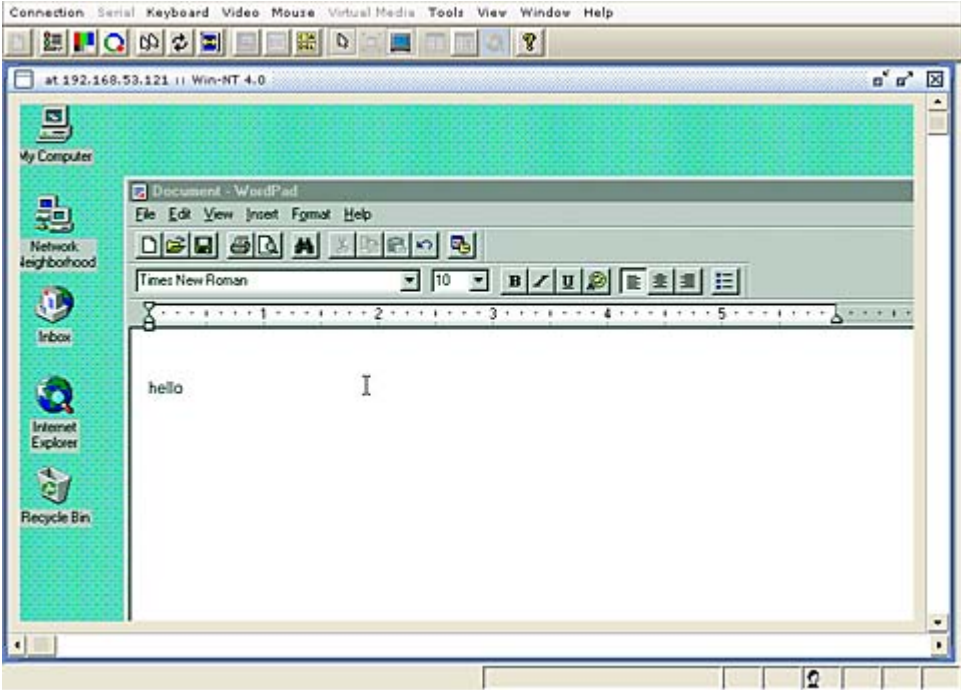 Connection Serial Keyboard Video Mouse Virtual Media Tools View Window Help
at 192.168.53.121 :: Win-NT 4.0
My Computer
Document - WordPad
File Edit View Insert Format Help
Network
Neighborhood
Times New Roman 10 B I U
1 2 3 4 5
Inbox
hello
Internet
Explorer
Recycle Bin